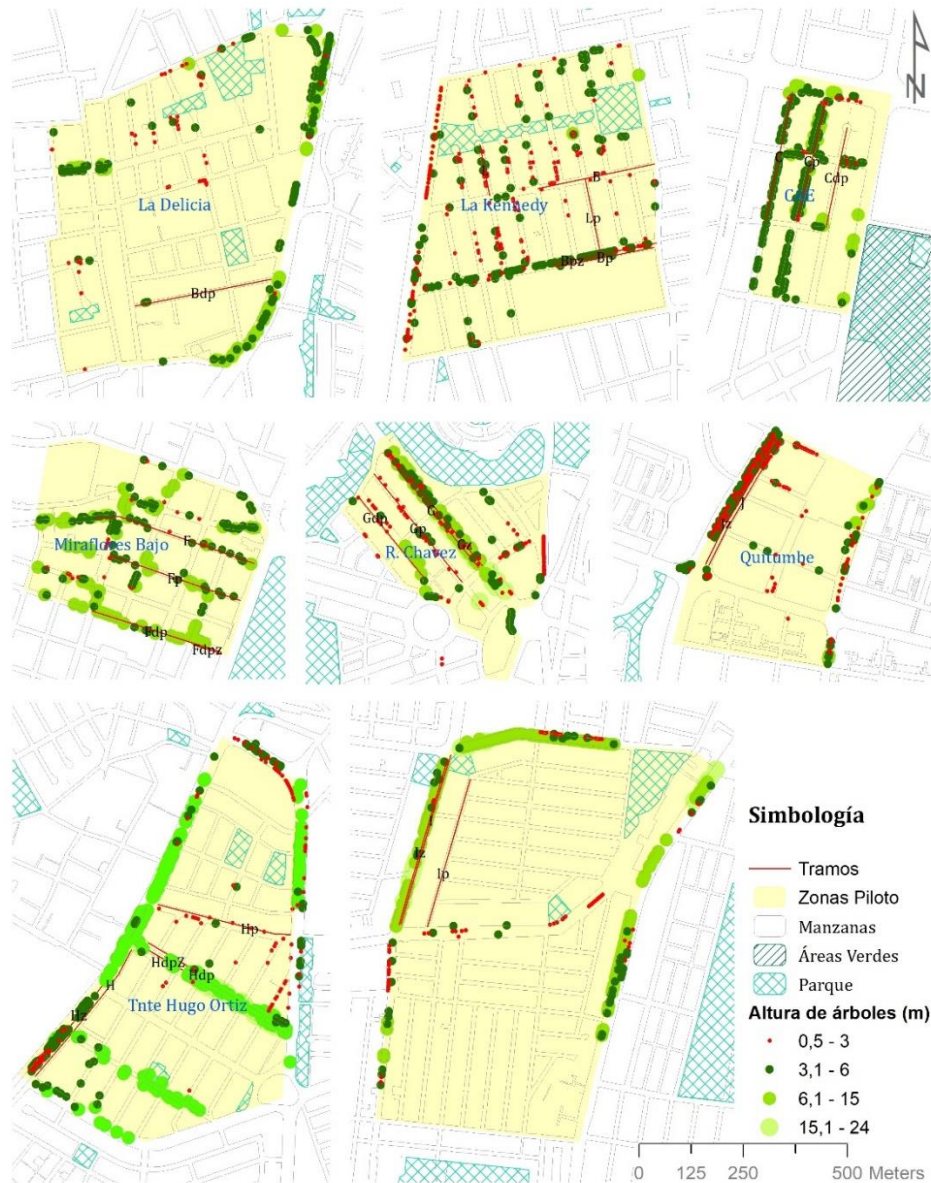 La Delicia
Bdp
B
La Kennedy
Lp
Bpz
Bp
N
C
Cp
Cdp
CAE
F
Miraflores Bajo
Fp
Fdp
Fdpz
G
Gdp
Gp
Gz
R. Chavez
J
Jz
Quitumbe
Hp
HdpZ
Hdp
H
Tnte Hugo Ortiz
Hz
Iz
Ip
Simbología
Tramos
Zonas Piloto
Manzanas
Áreas Verdes
Parque
Altura de árboles (m)
0,5 - 3
3,1 - 6
6,1 - 15
15,1 - 24
0 125 250 500 Meters